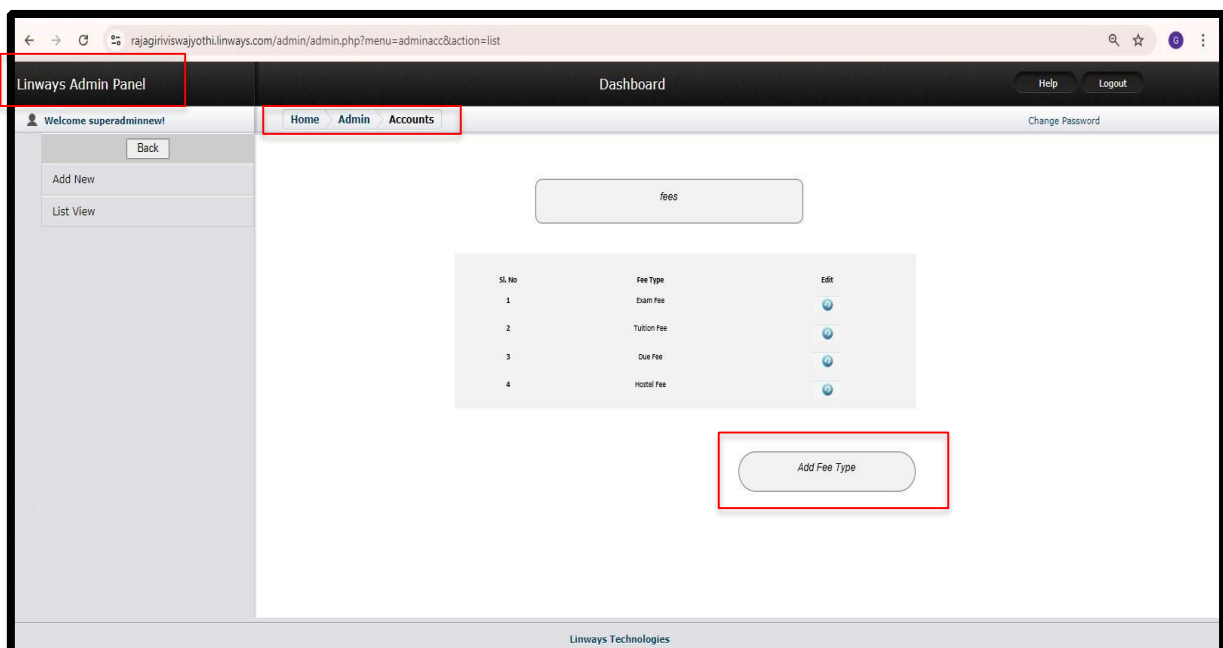 rajagiriviswajyothi.linways.com/admin/admin.php?menu=adminacc&action=list
G
Linways Admin Panel
Dashboard
Help
Logout
Welcome superadminnew!
Home Admin Accounts
Change Password
Back
Add New
List View
fees
Sl. No Fee Type Edit
1 Exam Fee
2 Tuition Fee
3 Due Fee
4 Hostel Fee
Add Fee Type
Linways Technologies